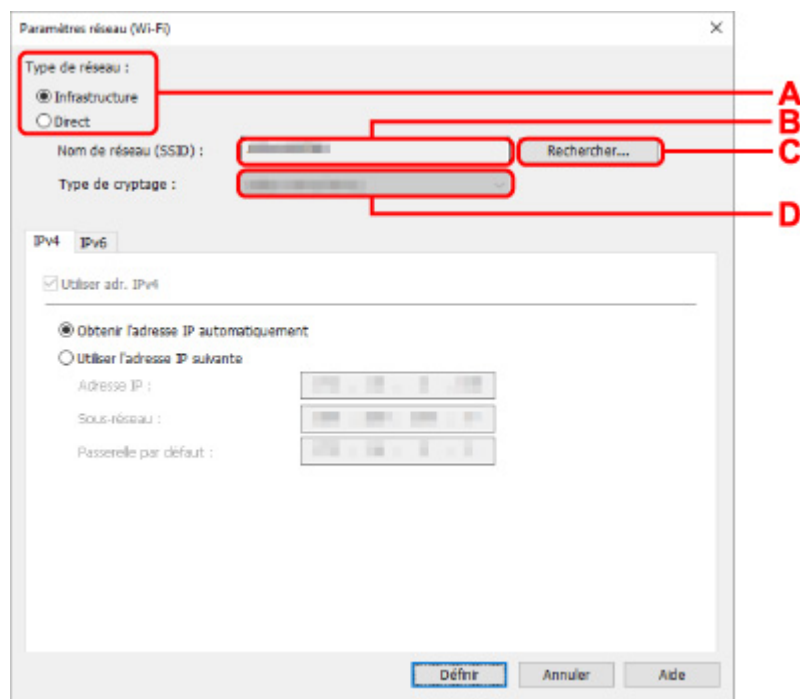 Paramètres réseau (Wi-Fi)
Type de réseau :
Infrastructure
A
Direct
B
Nom de réseau (SSID) :
Rechercher...
C
Type de cryptage :
D
IPv4 IPv6
Utiliser adr. IPv4
Obtenir l'adresse IP automatiquement
Utiliser l'adresse IP suivante
Adresse IP :
Sous-réseau :
Passerelle par défaut :
Définir Annuler Aide